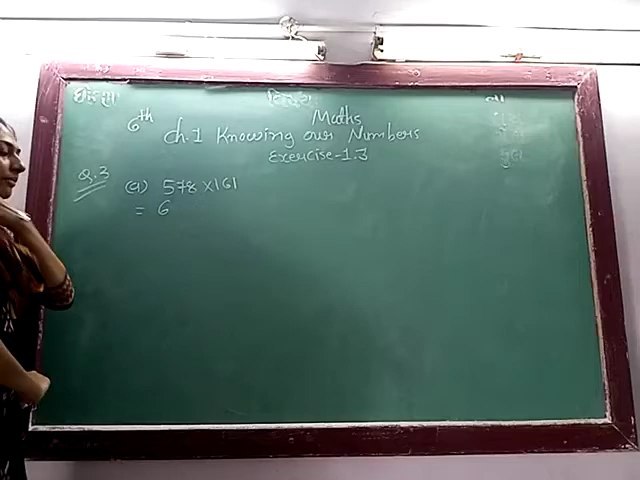 6th Maths
ch.1 Knowing our Numbers
Exercise-1.3
Q.3 (a) 578 × 161
= 6